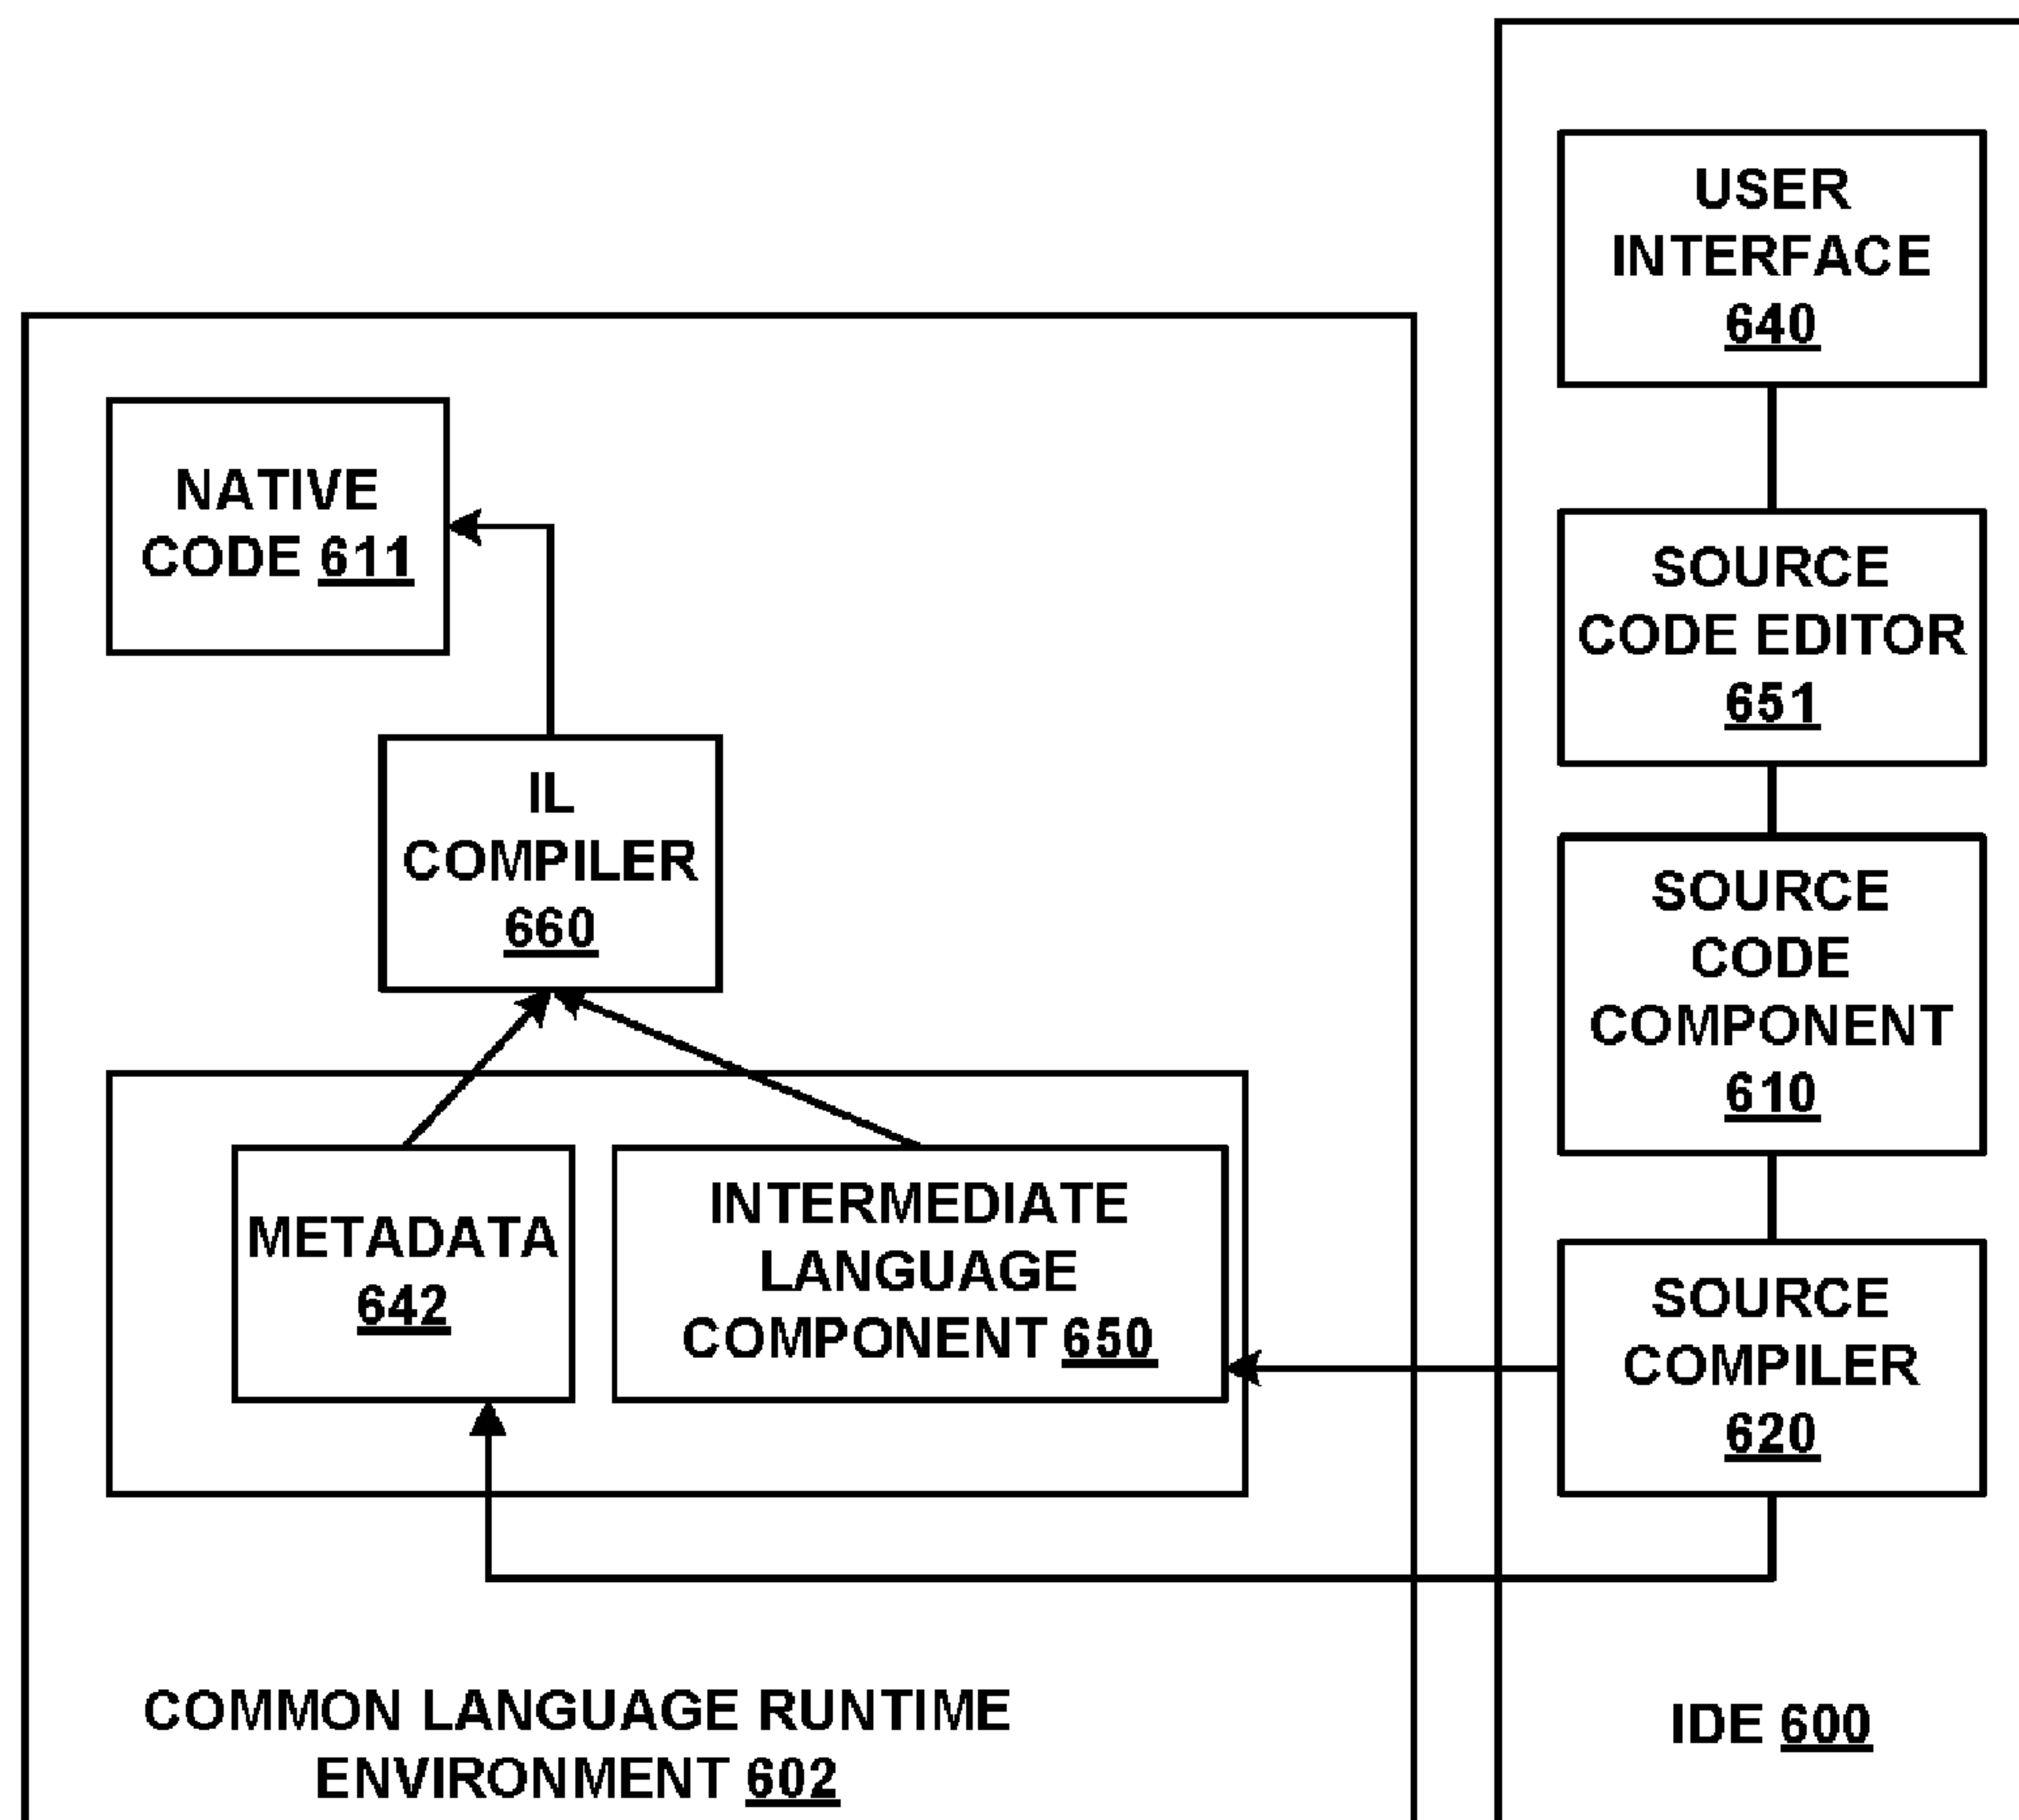 USER
INTERFACE
640
NATIVE
CODE 611
SOURCE
CODE EDITOR
651
IL
COMPILER
660
SOURCE
CODE
COMPONENT
610
METADATA
642
INTERMEDIATE
LANGUAGE
COMPONENT 650
SOURCE
COMPILER
620
COMMON LANGUAGE RUNTIME
ENVIRONMENT 602
IDE 600